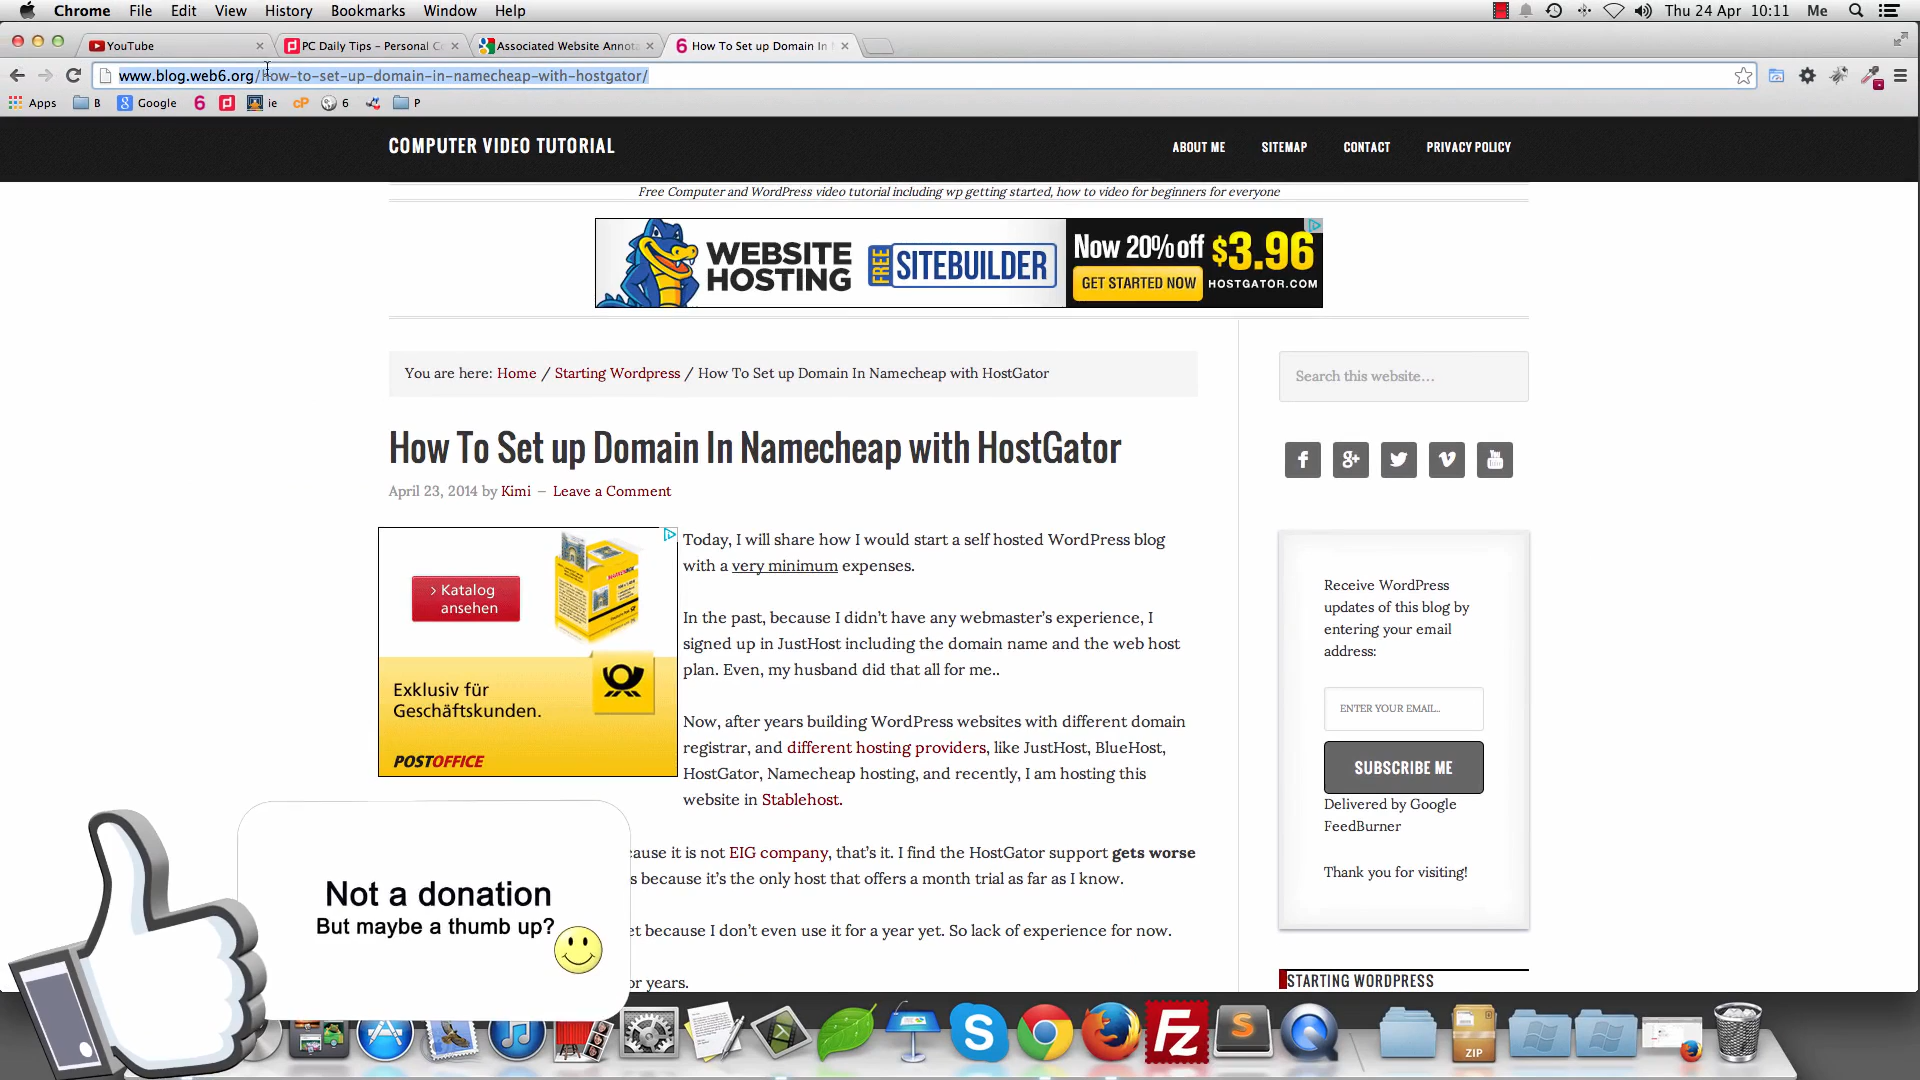 Chrome File Edit View History Bookmarks Window Help Thu 24 Apr 10:11 Me
YouTube
PC Daily Tips – Personal Co
Associated Website Annota
6 How To Set up Domain In
www.blog.web6.org/how-to-set-up-domain-in-namecheap-with-hostgator/
Apps B Google 6 ie cP 6 P
COMPUTER VIDEO TUTORIAL
ABOUT ME SITEMAP CONTACT PRIVACY POLICY
Free Computer and WordPress video tutorial including wp getting started, how to video for beginners for everyone
WEBSITE HOSTING
FREE SITEBUILDER
Now 20% off $3.96
GET STARTED NOW HOSTGATOR.COM
You are here: Home / Starting Wordpress / How To Set up Domain In Namecheap with HostGator
Search this website…
How To Set up Domain In Namecheap with HostGator
April 23, 2014 by Kimi — Leave a Comment
> Katalog
ansehen
Exklusiv für
Geschäftskunden.
POSTOFFICE
Today, I will share how I would start a self hosted WordPress blog
with a very minimum expenses.
In the past, because I didn't have any webmaster's experience, I
signed up in JustHost including the domain name and the web host
plan. Even, my husband did that all for me..
Now, after years building WordPress websites with different domain
registrar, and different hosting providers, like JustHost, BlueHost,
HostGator, Namecheap hosting, and recently, I am hosting this
website in Stablehost.
ause it is not EIG company, that's it. I find the HostGator support gets worse
s because it's the only host that offers a month trial as far as I know.
et because I don't even use it for a year yet. So lack of experience for now.
or years.
Receive WordPress
updates of this blog by
entering your email
address:
ENTER YOUR EMAIL...
SUBSCRIBE ME
Delivered by Google
FeedBurner
Thank you for visiting!
STARTING WORDPRESS
Not a donation
But maybe a thumb up?
Fz
S
ZIP